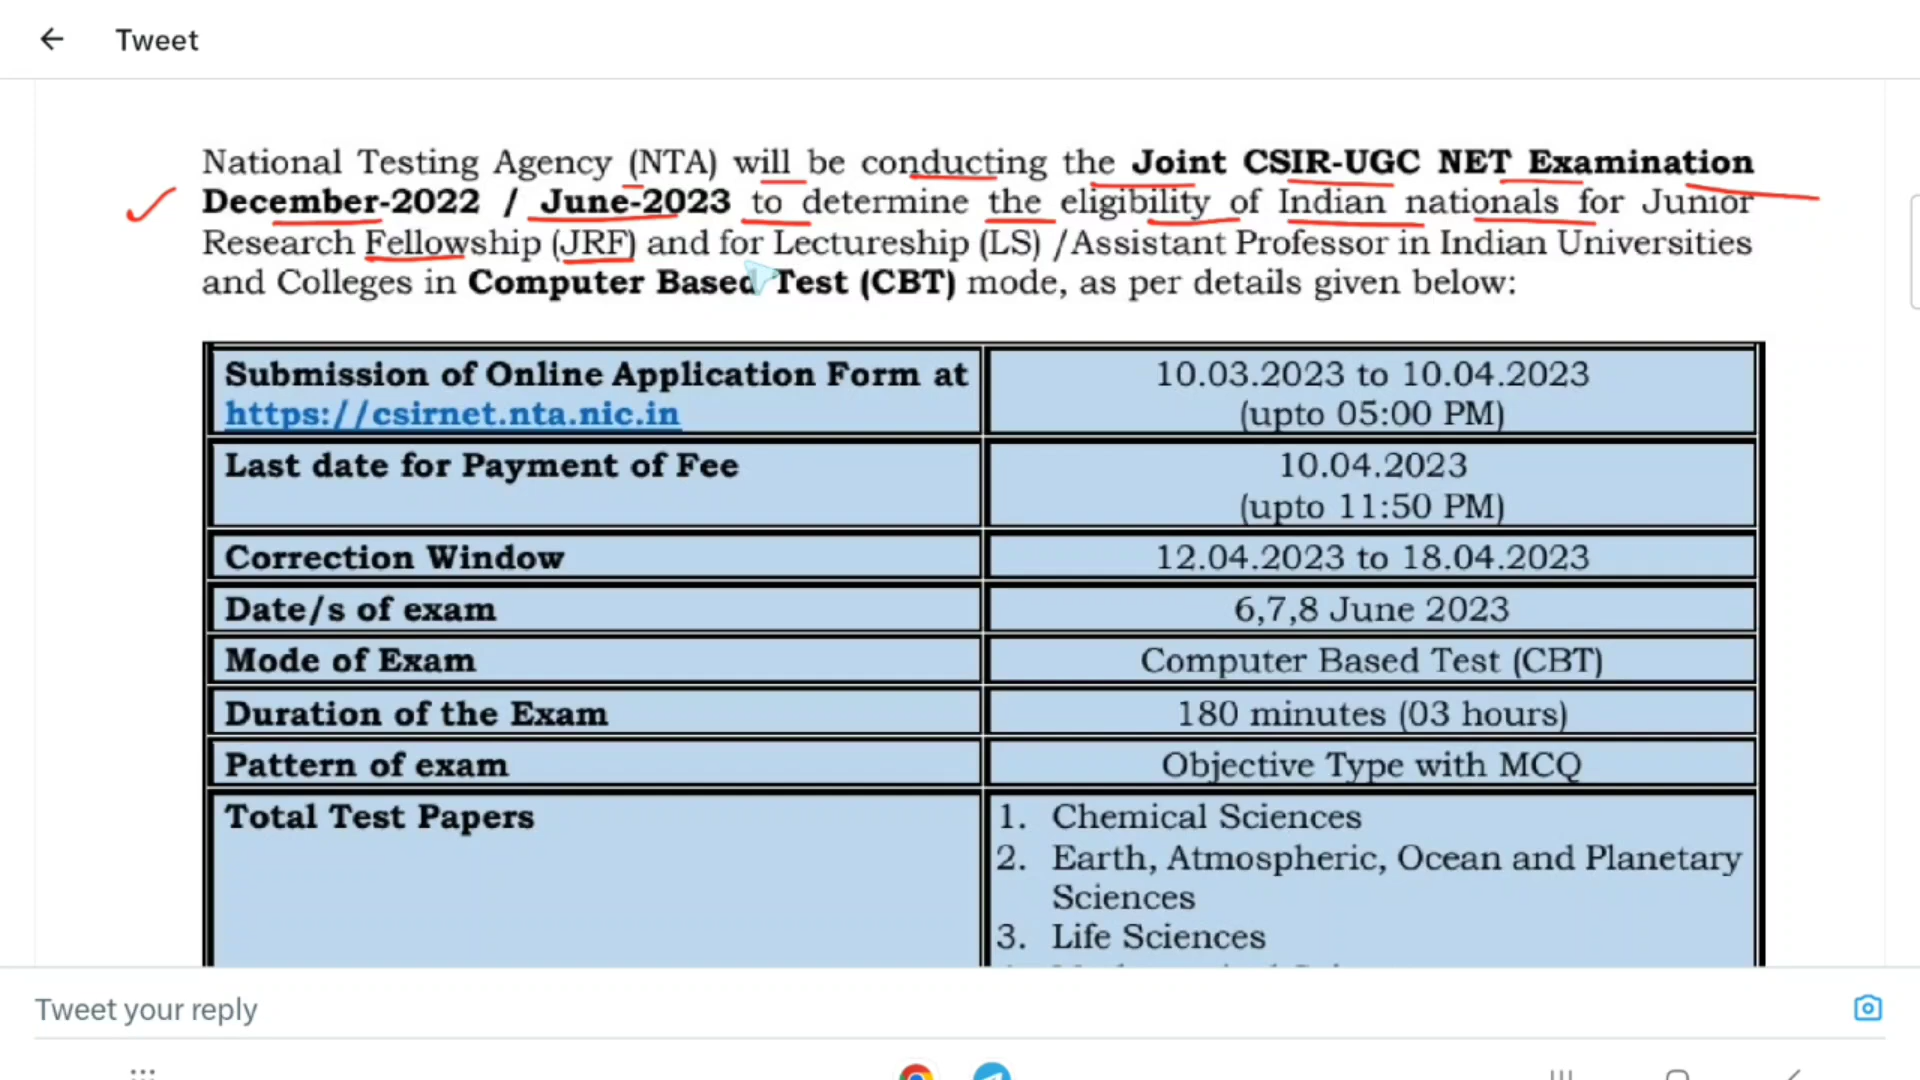 Tweet
National Testing Agency (NTA) will be conducting the Joint CSIR-UGC NET Examination
December-2022 / June-2023 to determine the eligibility of Indian nationals for Junior
Research Fellowship (JRF) and for Lectureship (LS) /Assistant Professor in Indian Universities
and Colleges in Computer Based Test (CBT) mode, as per details given below:
Submission of Online Application Form at
https://csirnet.nta.nic.in
10.03.2023 to 10.04.2023
(upto 05:00 PM)
Last date for Payment of Fee
10.04.2023
(upto 11:50 PM)
Correction Window
12.04.2023 to 18.04.2023
Date/s of exam
6,7,8 June 2023
Mode of Exam
Computer Based Test (CBT)
Duration of the Exam
180 minutes (03 hours)
Pattern of exam
Objective Type with MCQ
Total Test Papers
1. Chemical Sciences
2. Earth, Atmospheric, Ocean and Planetary
Sciences
3. Life Sciences
Tweet your reply